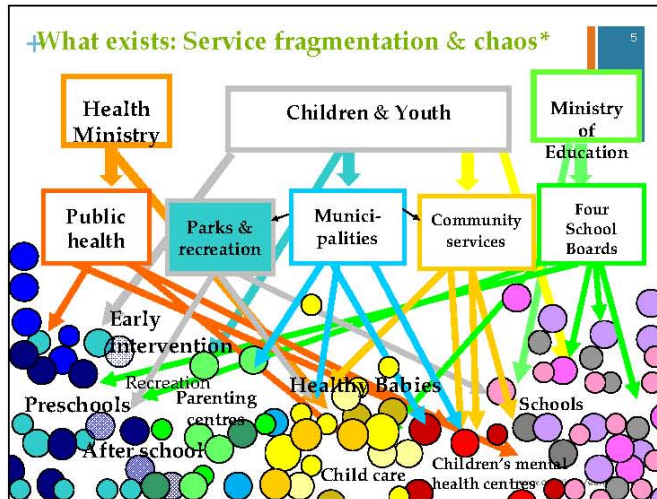 What exists: Service fragmentation & chaos*
5
Health
Ministry
Children & Youth
Ministry
of
Education
Public
health
Parks &
recreation
Munici-
palities
Community
services
Four
School
Boards
Early
Intervention
Recreation
Healthy Babies
Preschools
Parenting
centres
Schools
After school
Child care
Children's mental
health centres